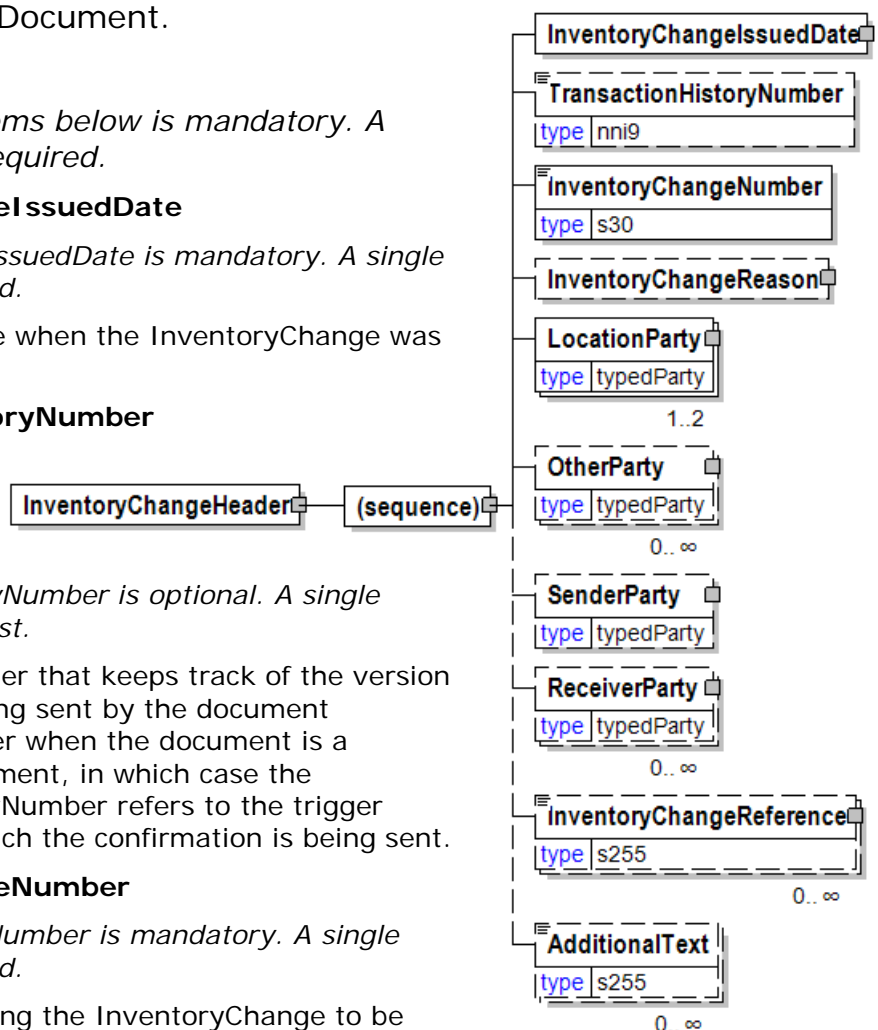 Document.
ms below is mandatory. A
equired.
eIssuedDate
ssuedDate is mandatory. A single
d.
e when the InventoryChange was
oryNumber
yNumber is optional. A single
st.
er that keeps track of the version
ng sent by the document
er when the document is a
ment, in which case the
Number refers to the trigger
ch the confirmation is being sent.
eNumber
Number is mandatory. A single
d.
ing the InventoryChange to be
InventoryChangeHeader
(sequence)
InventoryChangeIssuedDate
TransactionHistoryNumber
type nni9
InventoryChangeNumber
type s30
InventoryChangeReason
LocationParty
type typedParty
1..2
OtherParty
type typedParty
0..∞
SenderParty
type typedParty
ReceiverParty
type typedParty
0..∞
InventoryChangeReference
type s255
0..∞
AdditionalText
type s255
0..∞